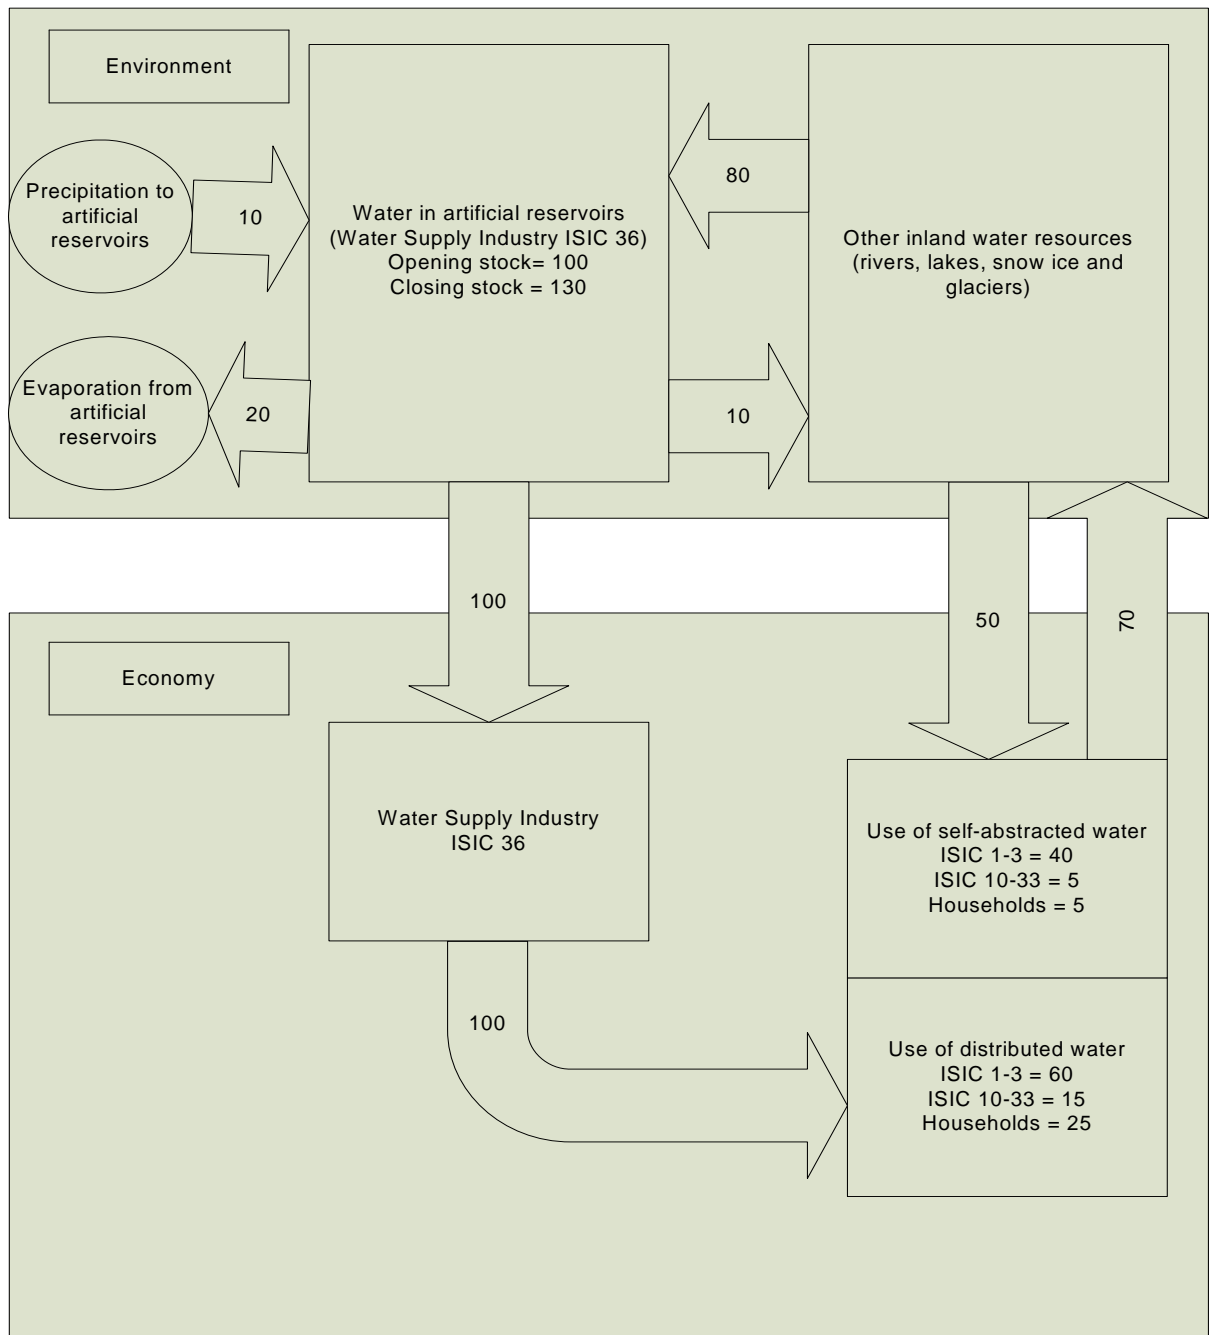 Environment
Precipitation to
artificial
reservoirs
10
Water in artificial reservoirs
(Water Supply Industry ISIC 36)
Opening stock= 100
Closing stock = 130
80
Other inland water resources
(rivers, lakes, snow ice and
glaciers)
Evaporation from
artificial
reservoirs
20
10
100
50
70
Economy
Water Supply Industry
ISIC 36
Use of self-abstracted water
ISIC 1-3 = 40
ISIC 10-33 = 5
Households = 5
100
Use of distributed water
ISIC 1-3 = 60
ISIC 10-33 = 15
Households = 25